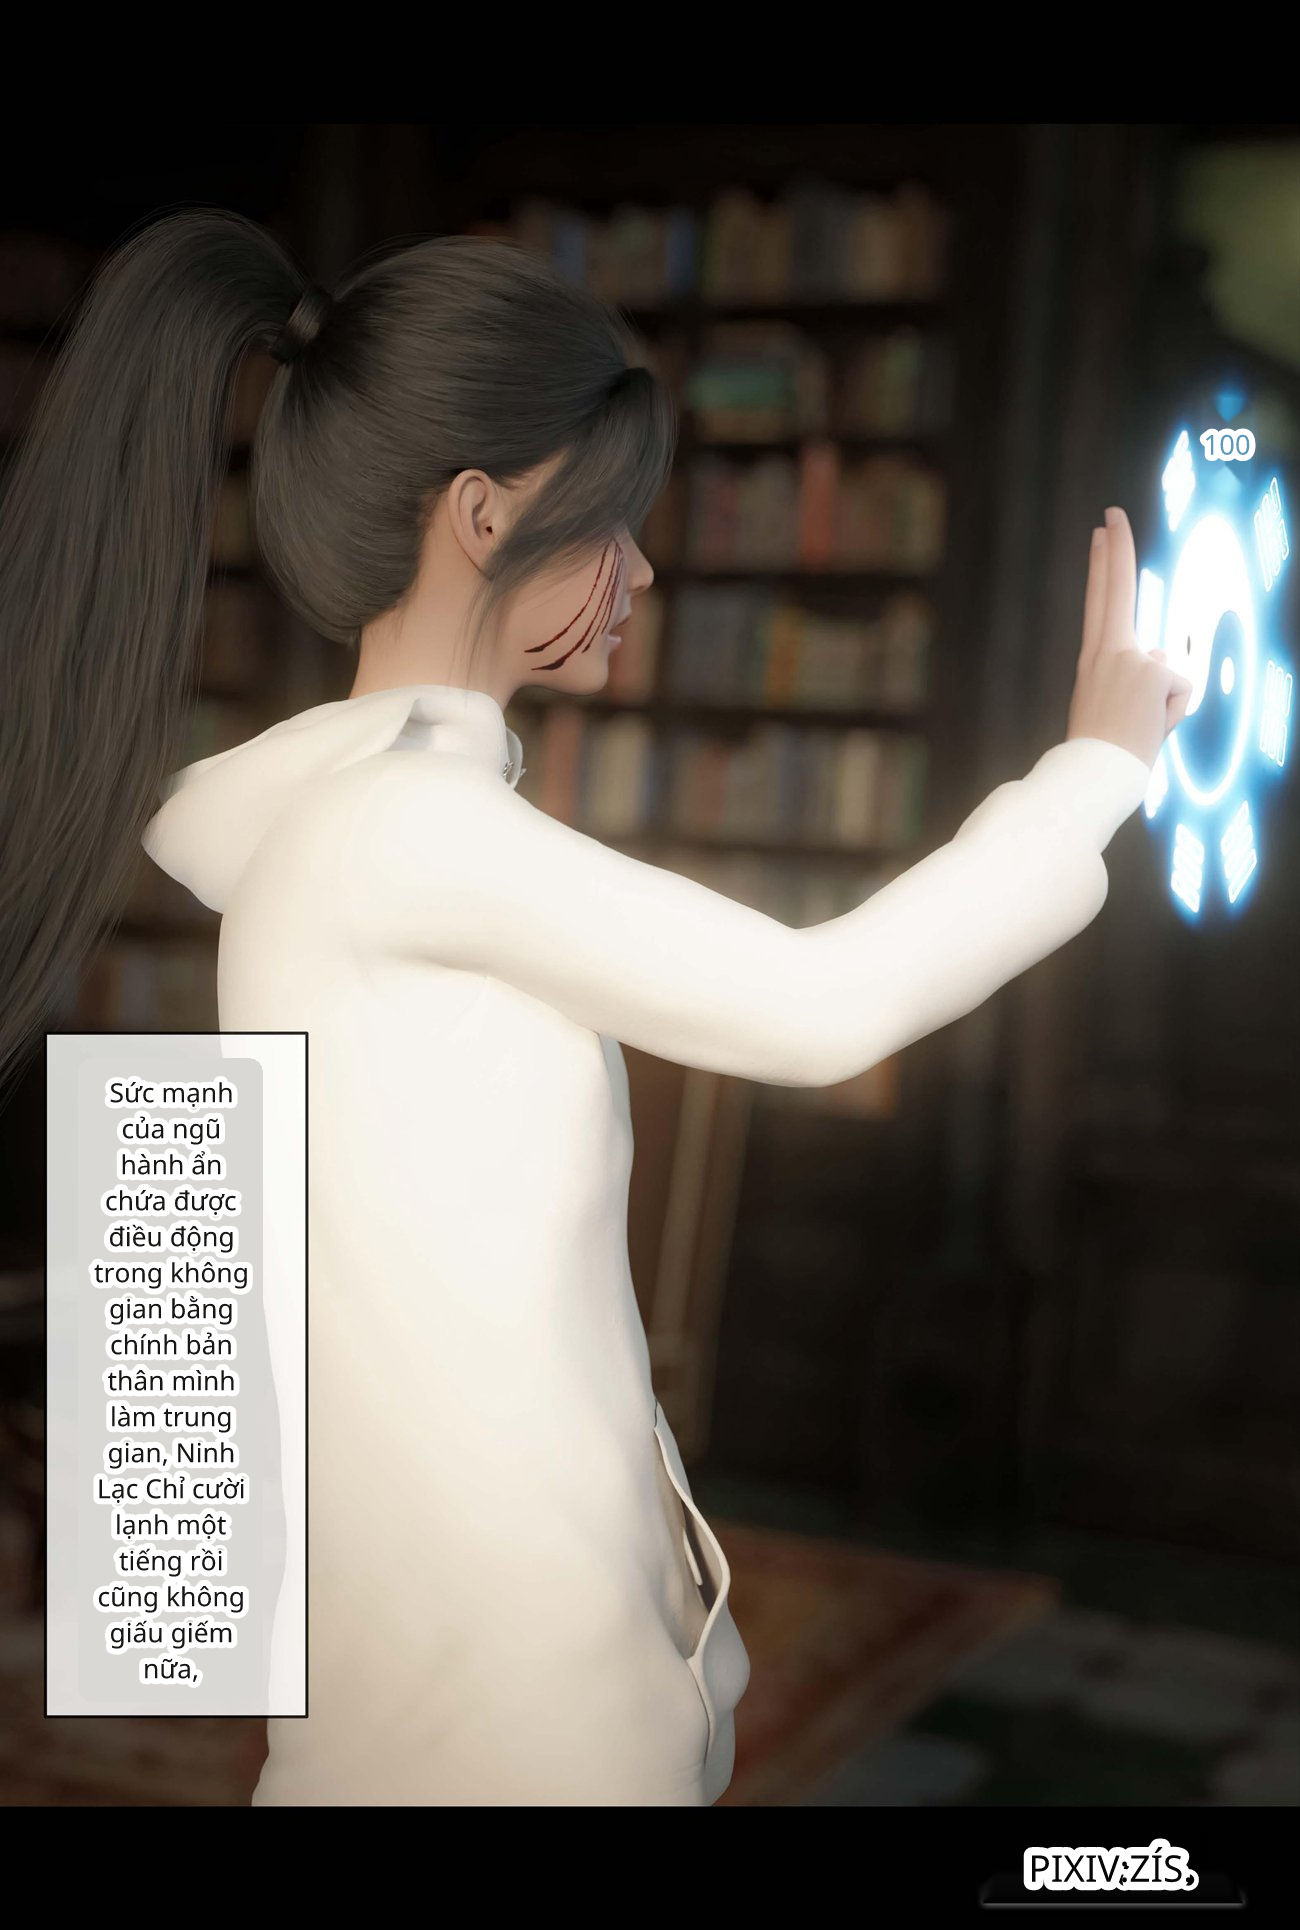 100
Sức mạnh
của ngũ
hành ẩn
chứa được
điều động
trong không
gian bằng
chính bản
thân mình
làm trung
gian, Ninh
Lạc Chỉ cười
lạnh một
tiếng rồi
cũng không
giấu giếm
nữa,
PIXIV:ZÍS,